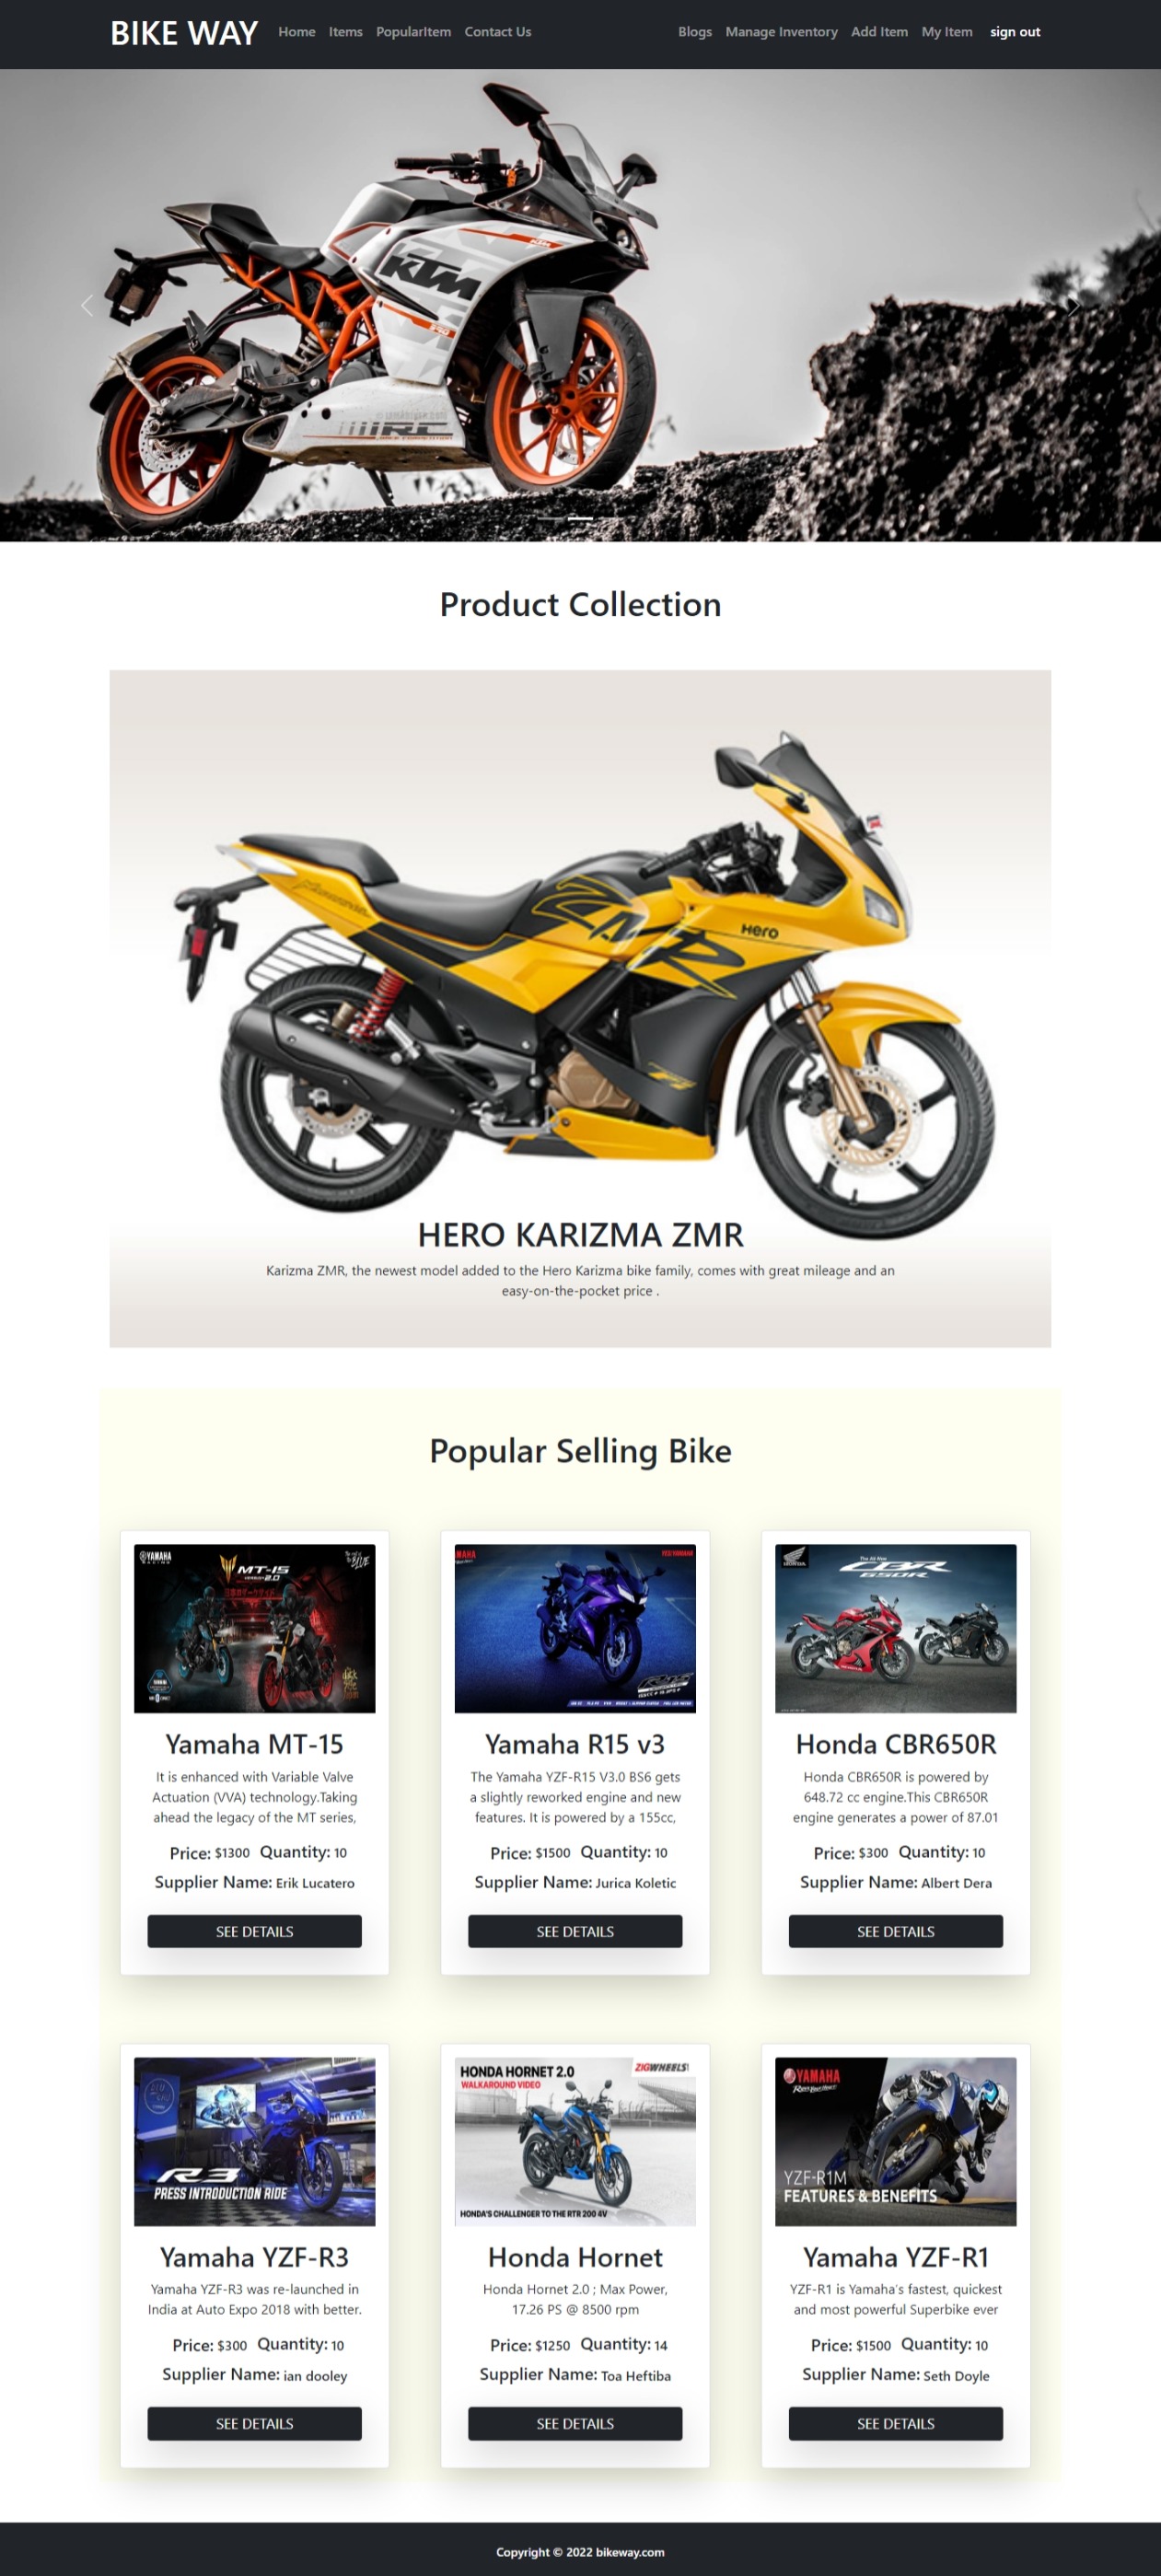 BIKE WAY
Home Items PopularItem Contact Us
Blogs Manage Inventory Add Item My Item sign out
KTM
RC
Product Collection
ZMR
Hero
HERO KARIZMA ZMR
Karizma ZMR, the newest model added to the Hero Karizma bike family, comes with great mileage and an
easy-on-the-pocket price .
Popular Selling Bike
YAMAHA
MT-15
VERSION 2.0
YAMAHA
R15
HONDA
The All-New
CBR
650R
Yamaha MT-15
It is enhanced with Variable Valve
Actuation (VVA) technology.Taking
ahead the legacy of the MT series,
Price: $1300 Quantity: 10
Supplier Name: Erik Lucatero
SEE DETAILS
Yamaha R15 v3
The Yamaha YZF-R15 V3.0 BS6 gets
a slightly reworked engine and new
features. It is powered by a 155cc,
Price: $1500 Quantity: 10
Supplier Name: Jurica Koletic
SEE DETAILS
Honda CBR650R
Honda CBR650R is powered by
648.72 cc engine.This CBR650R
engine generates a power of 87.01
Price: $300 Quantity: 10
Supplier Name: Albert Dera
SEE DETAILS
R3
PRESS INTRODUCTION RIDE
Yamaha YZF-R3
Yamaha YZF-R3 was re-launched in
India at Auto Expo 2018 with better.
Price: $300 Quantity: 10
Supplier Name: ian dooley
SEE DETAILS
HONDA HORNET 2.0
WALKAROUND VIDEO
ZIGWHEELS!
HONDA'S CHALLENGER TO THE RTR 200 4V
Honda Hornet
Honda Hornet 2.0 ; Max Power,
17.26 PS @ 8500 rpm
Price: $1250 Quantity: 14
Supplier Name: Toa Heftiba
SEE DETAILS
YAMAHA
YZF-R1M
FEATURES & BENEFITS
Yamaha YZF-R1
YZF-R1 is Yamaha's fastest, quickest
and most powerful Superbike ever
Price: $1500 Quantity: 10
Supplier Name: Seth Doyle
SEE DETAILS
Copyright © 2022 bikeway.com